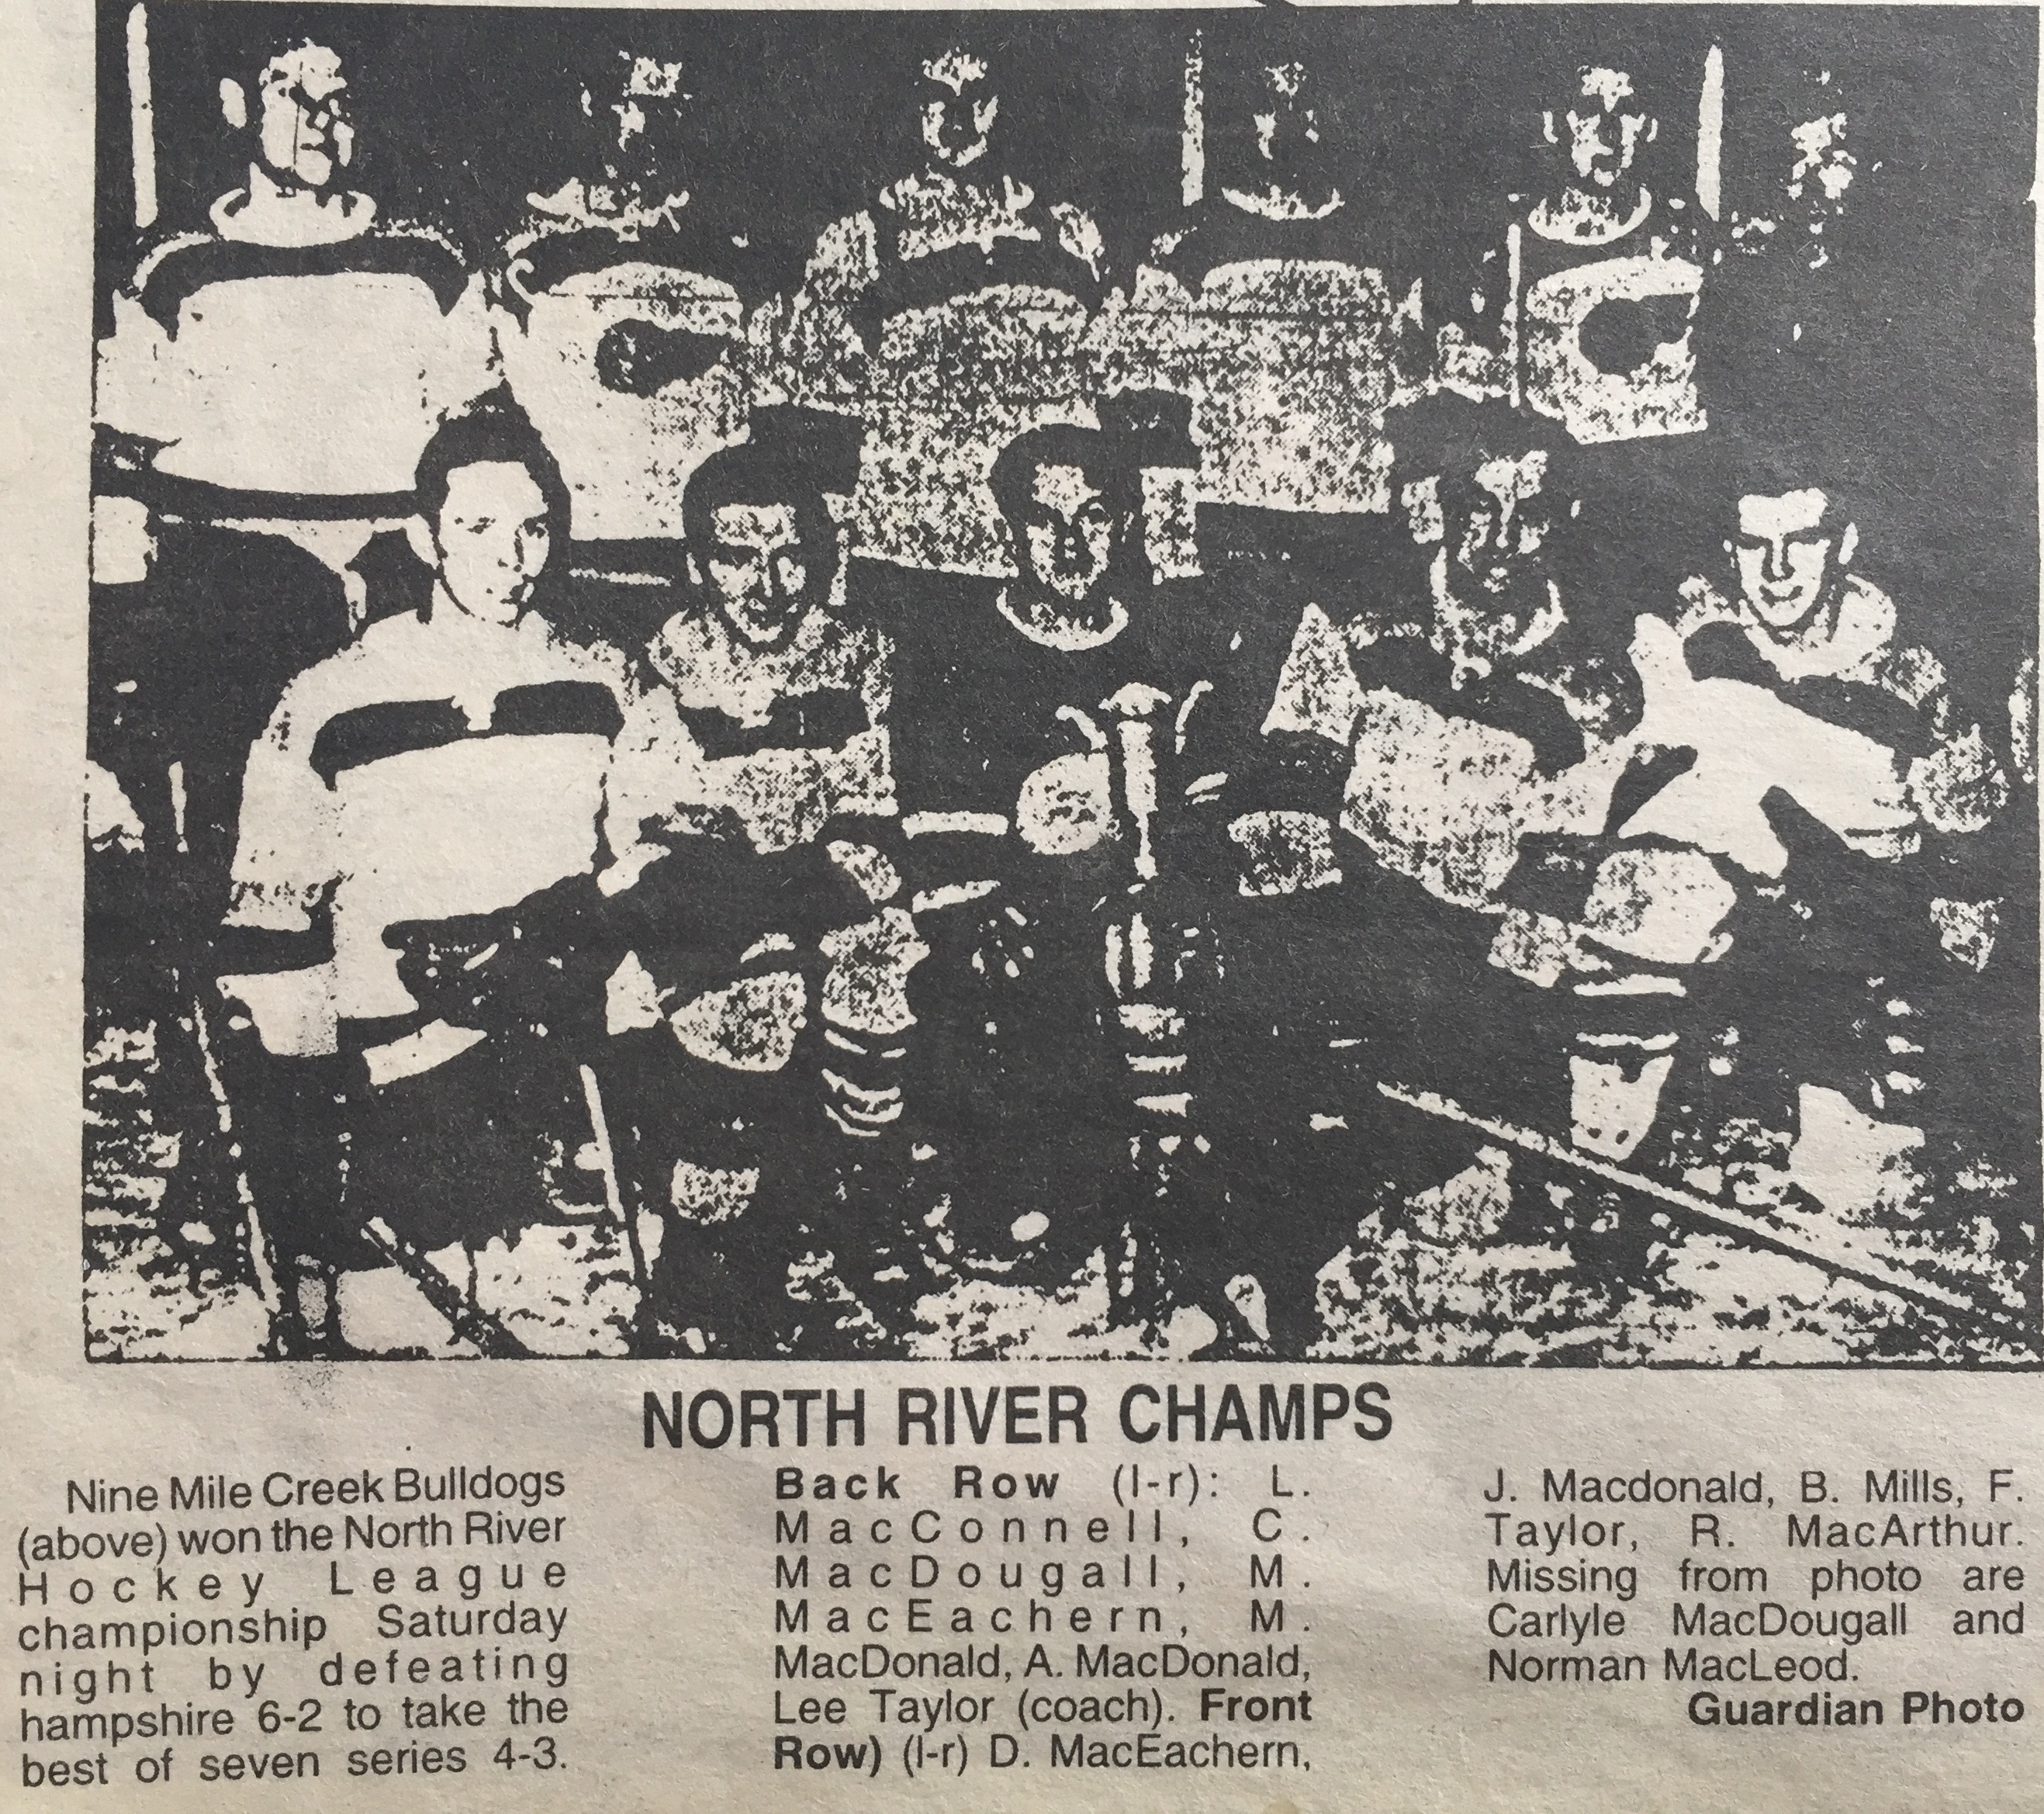 NORTH RIVER CHAMPS
Nine Mile Creek Bulldogs
(above) won the North River
Hockey League
championship Saturday
night by defeating
hampshire 6-2 to take the
best of seven series 4-3.
Back Row (l-r): L.
MacConnell, C.
MacDougall, M.
MacEachern, M.
MacDonald, A. MacDonald,
Lee Taylor (coach). Front
Row) (l-r) D. MacEachern,
J. Macdonald, B. Mills, F.
Taylor, R. MacArthur.
Missing from photo are
Carlyle MacDougall and
Norman MacLeod.
Guardian Photo